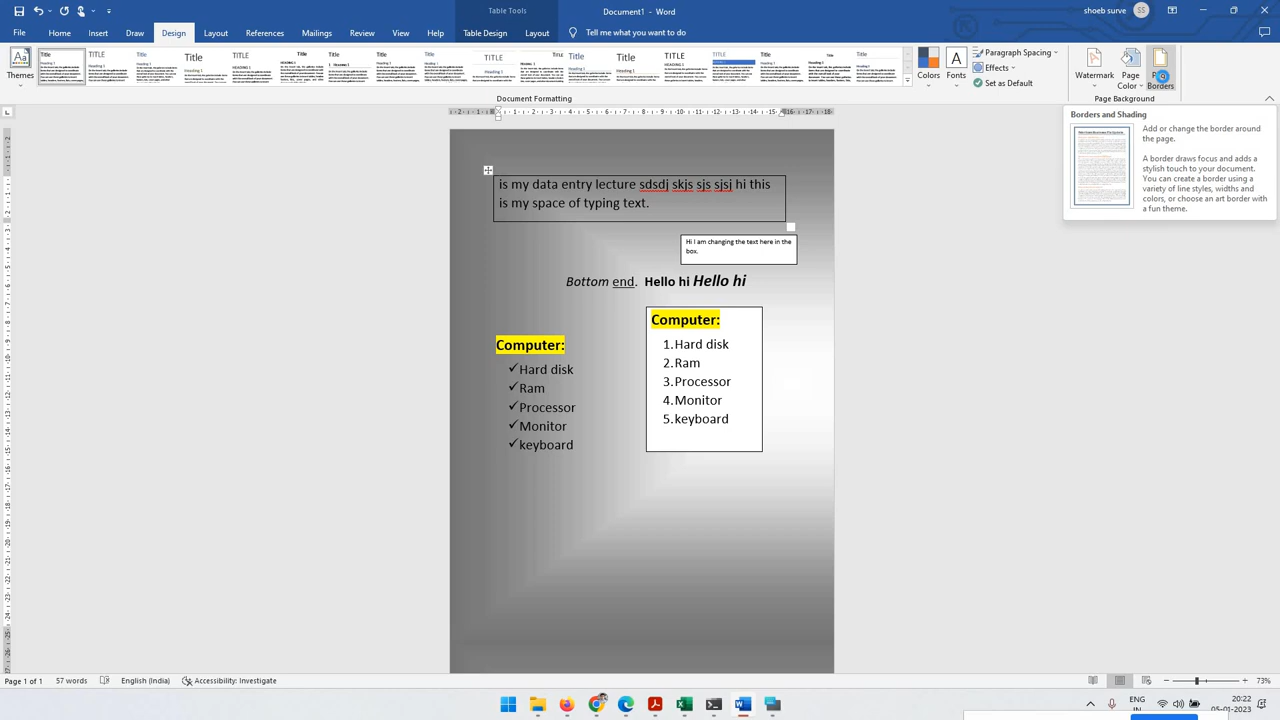 Table Tools
Document1 - Word
shoeb surve
SS
File
Home
Insert
Draw
Design
Layout
References
Mailings
Review
View
Help
Table Design
Layout
Tell me what you want to do
Themes
Colors
Fonts
Paragraph Spacing
Effects
Set as Default
Watermark
Page Color
Borders
Document Formatting
Page Background
Borders and Shading
Add or change the border around
the page.
A border draws focus and adds a
stylish touch to your document.
You can create a border using a
variety of line styles, widths and
colors, or choose an art border with
a fun theme.
is my data entry lecture sdsdj skjs sjs sjsj hi this
is my space of typing text.
Hi I am changing the text here in the
box.
Bottom end. Hello hi Hello hi
Computer:
1. Hard disk
2. Ram
3. Processor
4. Monitor
5. keyboard
Computer:
✓ Hard disk
✓ Ram
✓ Processor
✓ Monitor
✓ keyboard
Page 1 of 1
57 words
English (India)
Accessibility: Investigate
73%
ENG
IN
20:22
05-01-2023